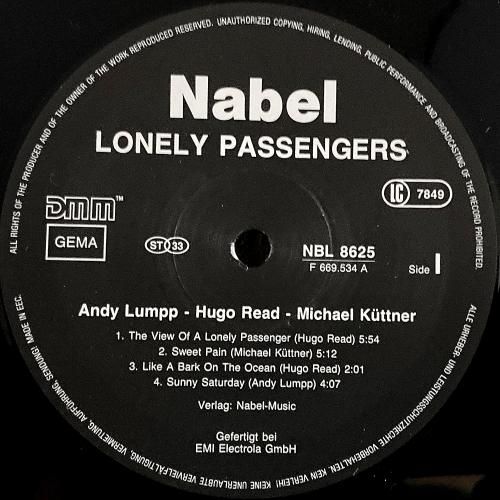 ALL RIGHTS OF THE PRODUCER AND OF THE OWNER OF THE WORK REPRODUCED RESERVED. UNAUTHORIZED COPYING, HIRING, LENDING, PUBLIC PERFORMANCE AND BROADCASTING OF THE RECORD PROHIBITED.
Nabel
LONELY PASSENGERS
DMM™
LC 7849
GEMA
ST 33
NBL 8625
F 669.534 A
Side 1
Andy Lumpp - Hugo Read - Michael Küttner
1. The View Of A Lonely Passenger (Hugo Read) 5:54
2. Sweet Pain (Michael Küttner) 5:12
3. Like A Bark On The Ocean (Hugo Read) 2:01
4. Sunny Saturday (Andy Lumpp) 4:07
Verlag: Nabel-Music
Gefertigt bei
EMI Electrola GmbH
ALLE URHEBER- UND LEISTUNGSSCHUTZRECHTE VORBEHALTEN. KEIN VERLEIH! KEINE UNERLAUBTE VERVIELFÄLTIGUNG, VERMIETUNG, AUFFÜHRUNG, SENDUNG! MADE IN EEC.